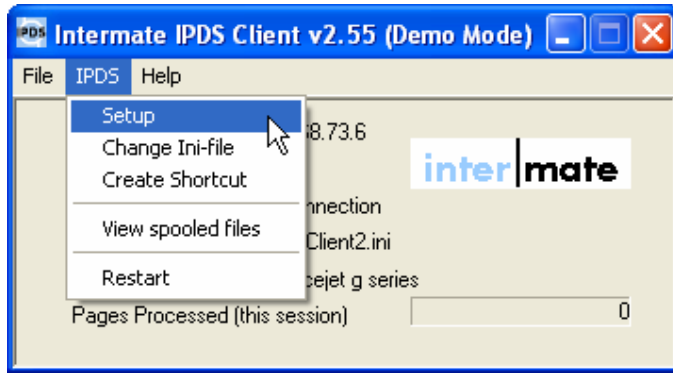 IPDS Intermate IPDS Client v2.55 (Demo Mode)
File IPDS Help
Setup
8.73.6
Change Ini-file
inter mate
Create Shortcut
nnection
View spooled files
Client2.ini
Restart
cejet g series
Pages Processed (this session) 0